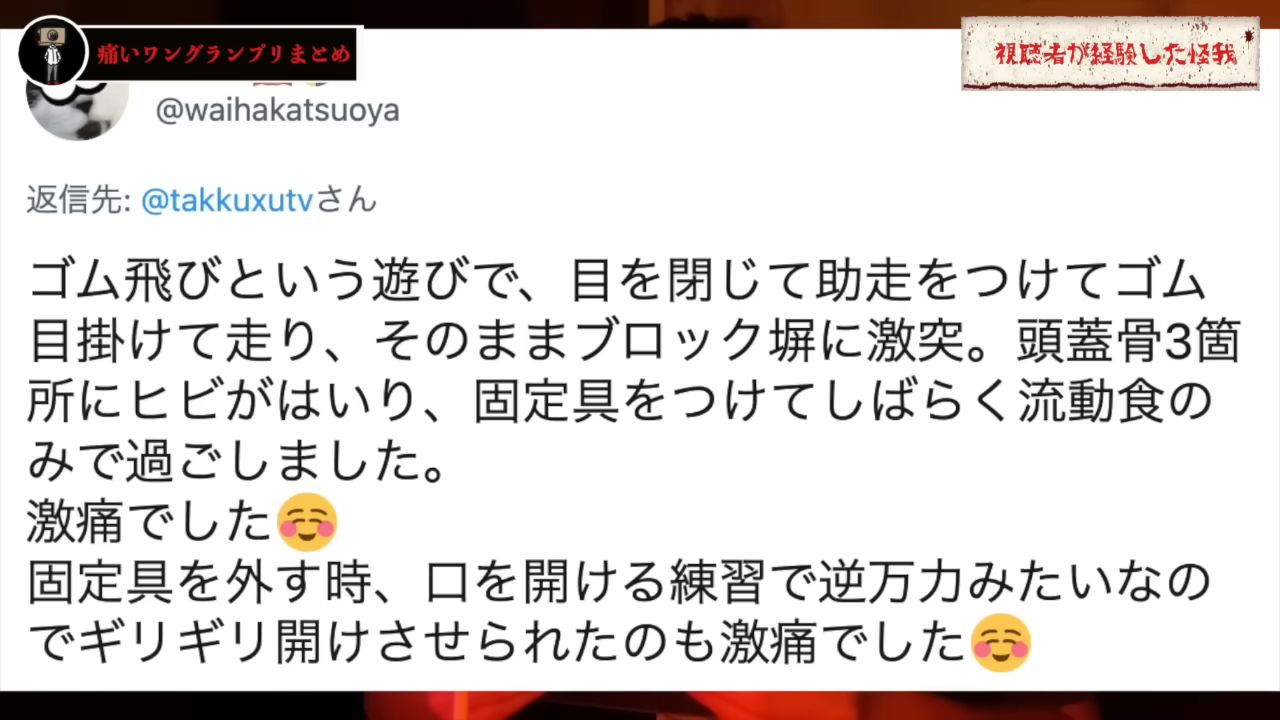 痛いワングランプリまとめ
視聴者が経験した怪我
@waihakatsuoya
返信先: @takkuxutvさん
ゴム飛びという遊びで、目を閉じて助走をつけてゴム
目掛けて走り、そのままブロック塀に激突。頭蓋骨3箇
所にヒビがはいり、固定具をつけてしばらく流動食の
みで過ごしました。
激痛でした☺️
固定具を外す時、口を開ける練習で逆万力みたいなの
でギリギリ開けさせられたのも激痛でした☺️